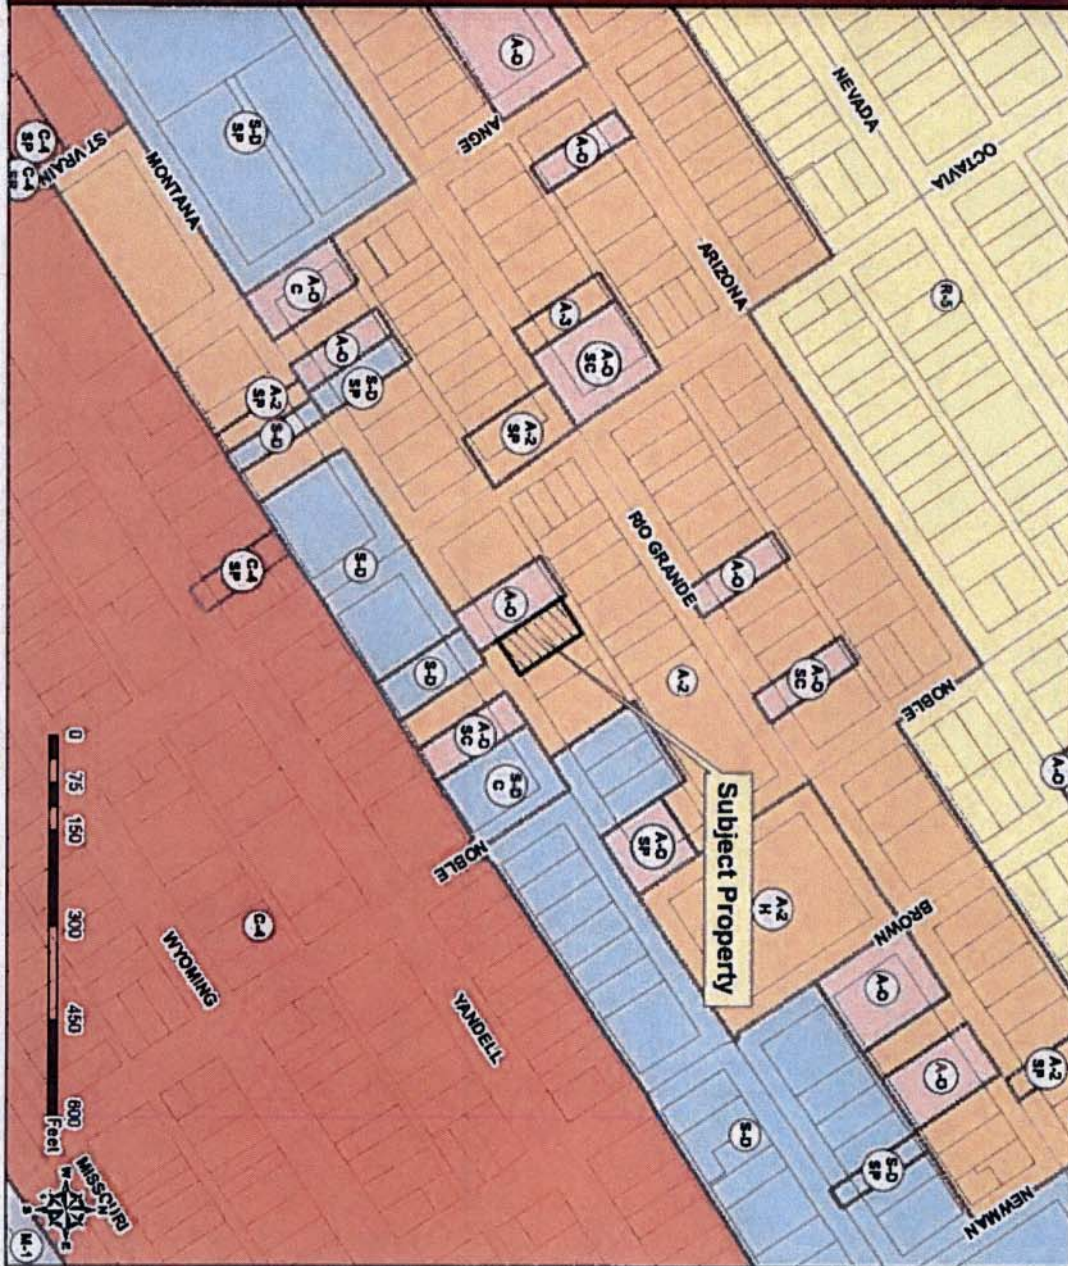 NEVADA
OCTAVIA
R-5
A-O
ANGE
A-O
S-D
SP
ST VRAIN
MONTANA
C-4
SP
C-4
SP
ARIZONA
A-O
C
A-3
A-O
SC
A-O
S-D
SP
A-2
SP
S-D
A-2
SP
RIO GRANDE
A-O
C-4
SP
S-D
A-O
A-O
SC
A-2
NOBLE
A-O
S-D
A-O
SC
S-D
C
Subject Property
A-O
SP
NOBLE
A-2
H
BROWN
C-4
WYOMING
YANDELL
A-O
A-O
A-2
SP
S-D
S-D
SP
NEWMAN
MISSOURI
M-1
0 75 150 300 450 600
Feet
N
E
S
W